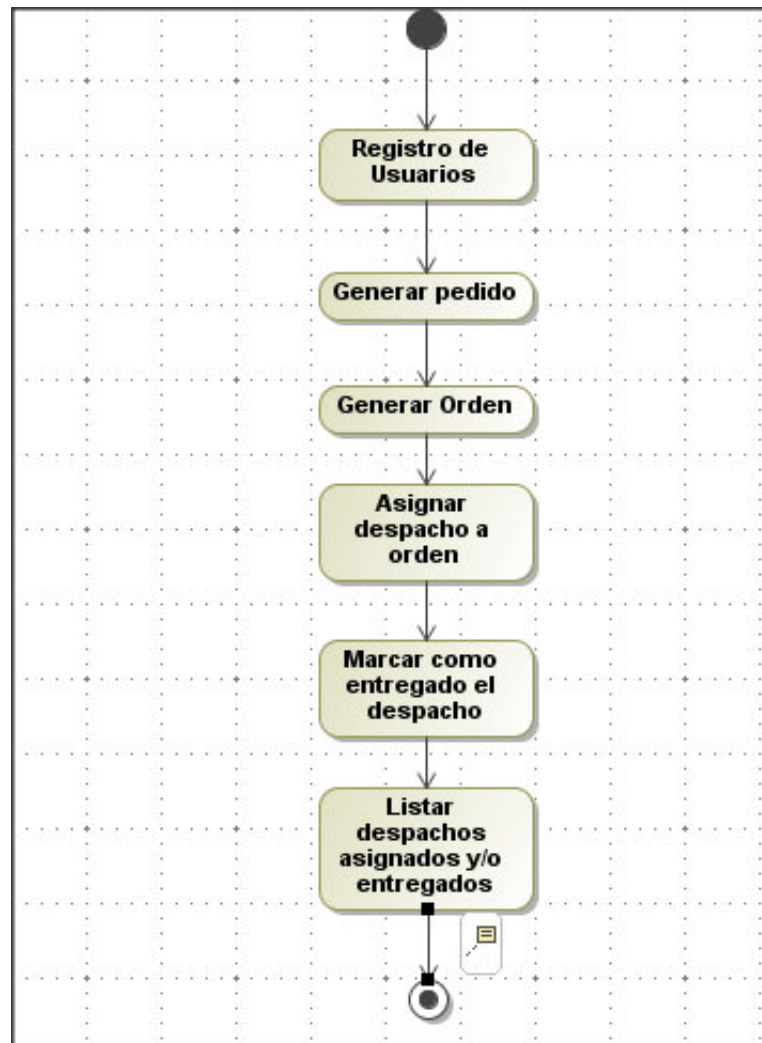 Registro de
Usuarios
Generar pedido
Generar Orden
Asignar
despacho a
orden
Marcar como
entregado el
despacho
Listar
despachos
asignados y/o
entregados